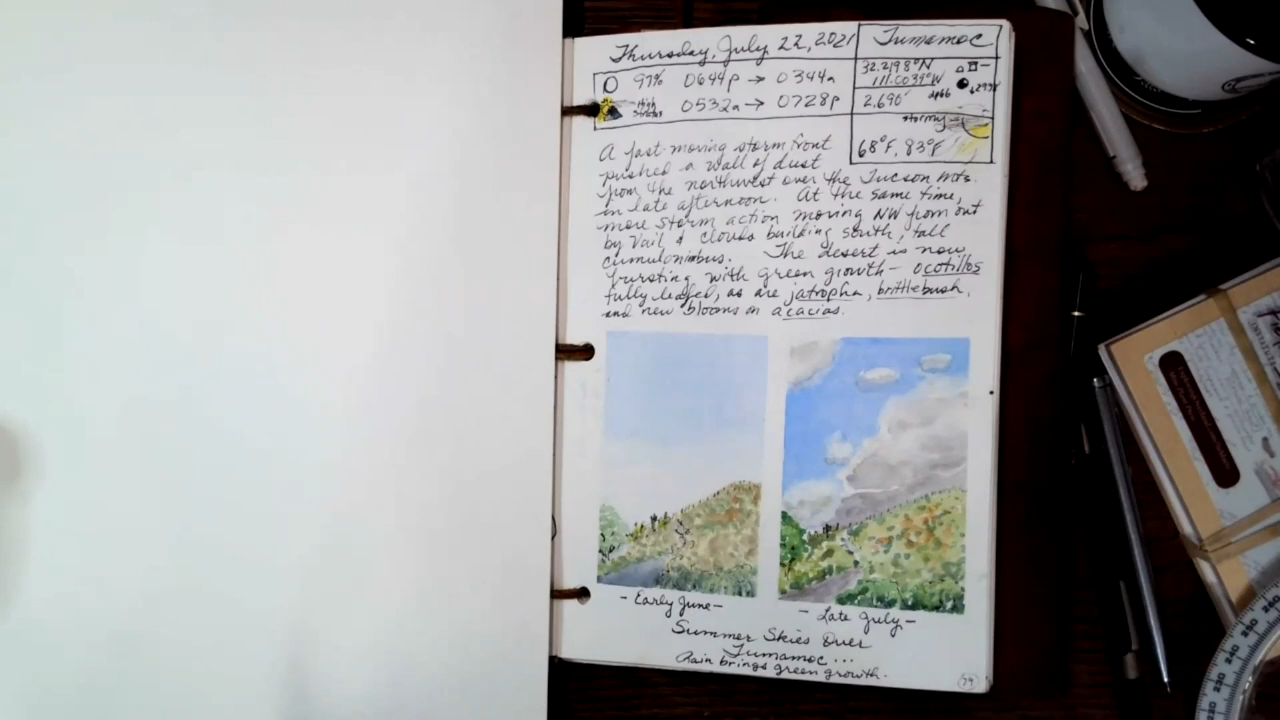 Thursday, July 22, 2021
Tumamoc
97% 0644p → 0344a
High Stratus 0532a → 0728p
32.2198°N
111.0039°W
2,690'
dp66
stormy
68°F, 83°F
A fast-moving storm front
pushed a wall of dust
from the northwest over the Tucson Mts.
in late afternoon. At the same time,
more storm action moving NW from out
by Vail & clouds building south, tall
cumulonimbus. The desert is now
bursting with green growth - ocotillos
fully leafed, as are jatropha, brittlebush,
and new blooms on acacias.
- Early June -
- Late July -
Summer Skies Over
Tumamoc...
Rain brings green growth.